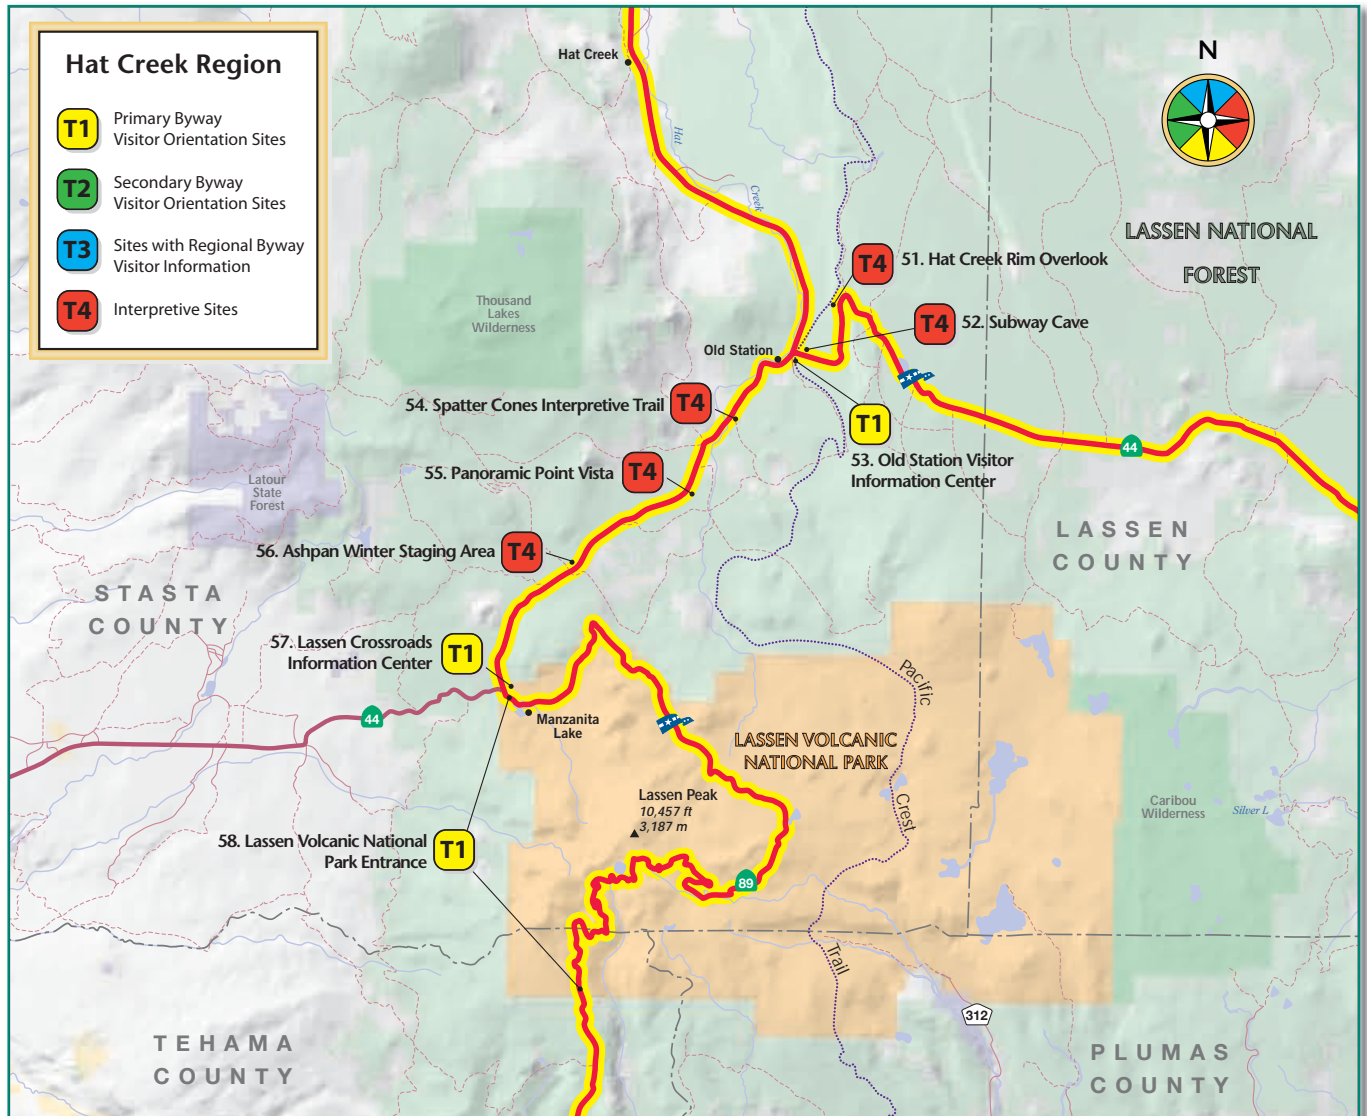 Hat Creek Region
T1
Primary Byway
Visitor Orientation Sites
T2
Secondary Byway
Visitor Orientation Sites
T3
Sites with Regional Byway
Visitor Information
T4
Interpretive Sites
Hat Creek
Hat
Creek
N
LASSEN NATIONAL
FOREST
T4
51. Hat Creek Rim Overlook
T4
52. Subway Cave
Thousand
Lakes
Wilderness
Old Station
54. Spatter Cones Interpretive Trail
T4
T1
53. Old Station Visitor
Information Center
44
55. Panoramic Point Vista
T4
Latour
State
Forest
56. Ashpan Winter Staging Area
T4
LASSEN
COUNTY
STASTA
COUNTY
57. Lassen Crossroads
Information Center
T1
44
Manzanita
Lake
Pacific
Crest
Trail
LASSEN VOLCANIC
NATIONAL PARK
Lassen Peak
10,457 ft
3,187 m
Caribou
Wilderness
Silver L
58. Lassen Volcanic National
Park Entrance
T1
89
312
TEHAMA
COUNTY
PLUMAS
COUNTY